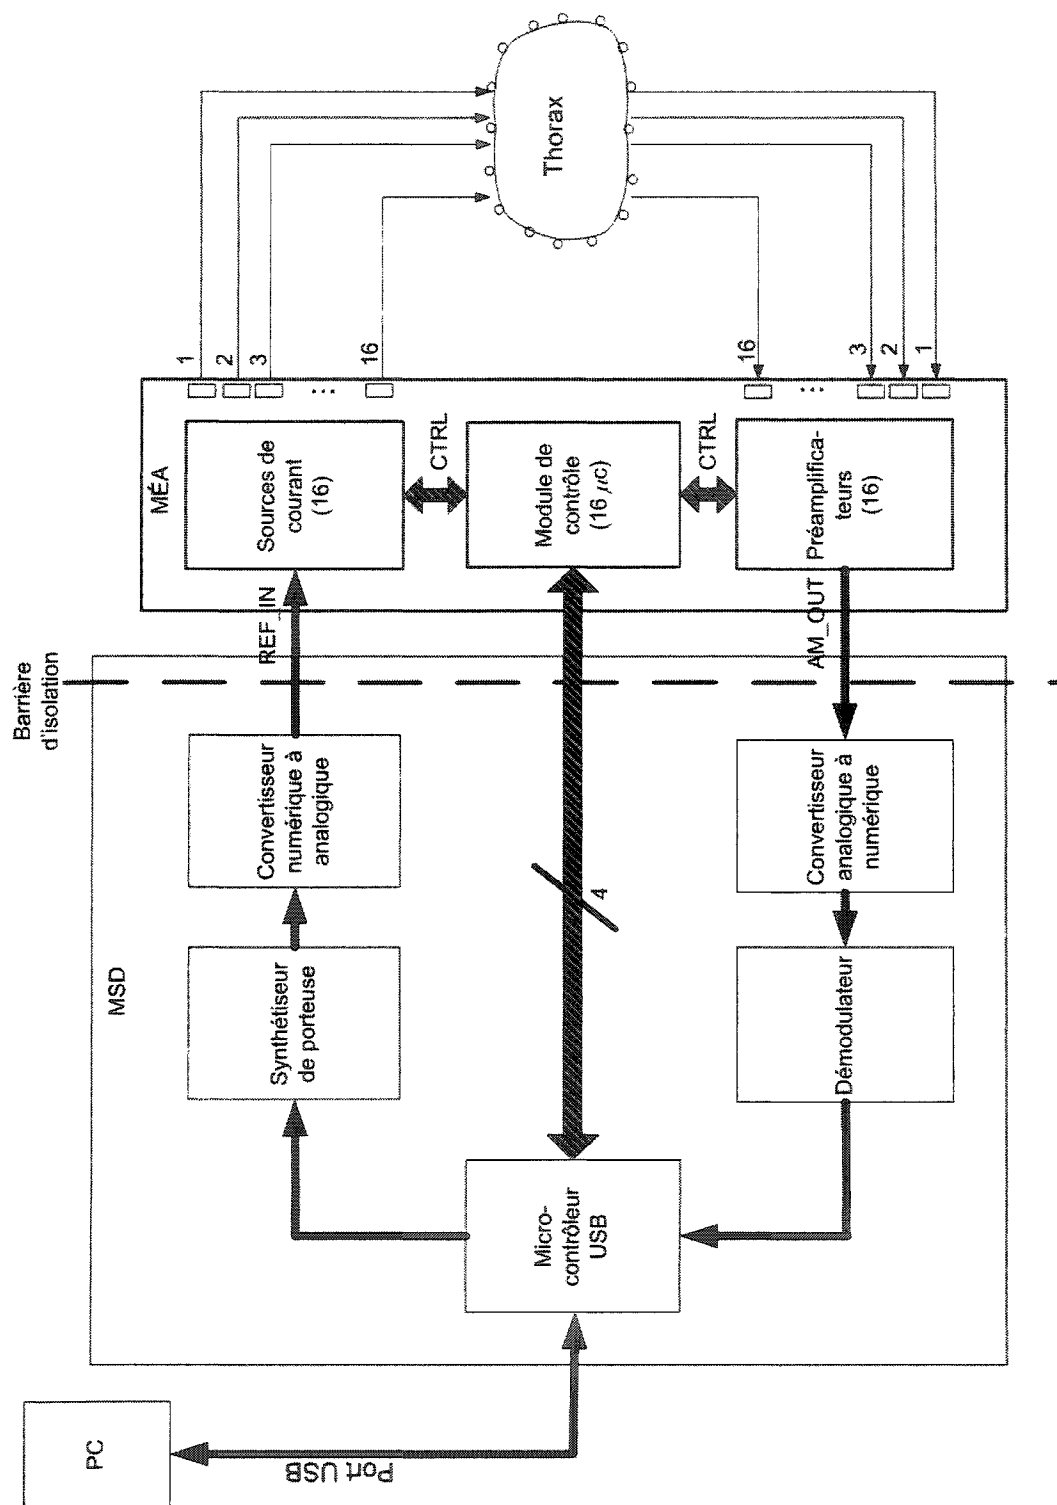 PC
Port USB
MSD
Micro-
contrôleur
USB
Synthétiseur
de porteuse
Convertisseur
numérique à
analogique
Barrière
d'isolation
REF_IN
4
Démodulateur
Convertisseur
analogique à
numérique
AM_OUT
MÉA
Sources de
courant
(16)
CTRL
Module de
contrôle
(16 µc)
CTRL
Préamplifica-
teurs
(16)
1
2
3
...
16
16
...
3
2
1
Thorax